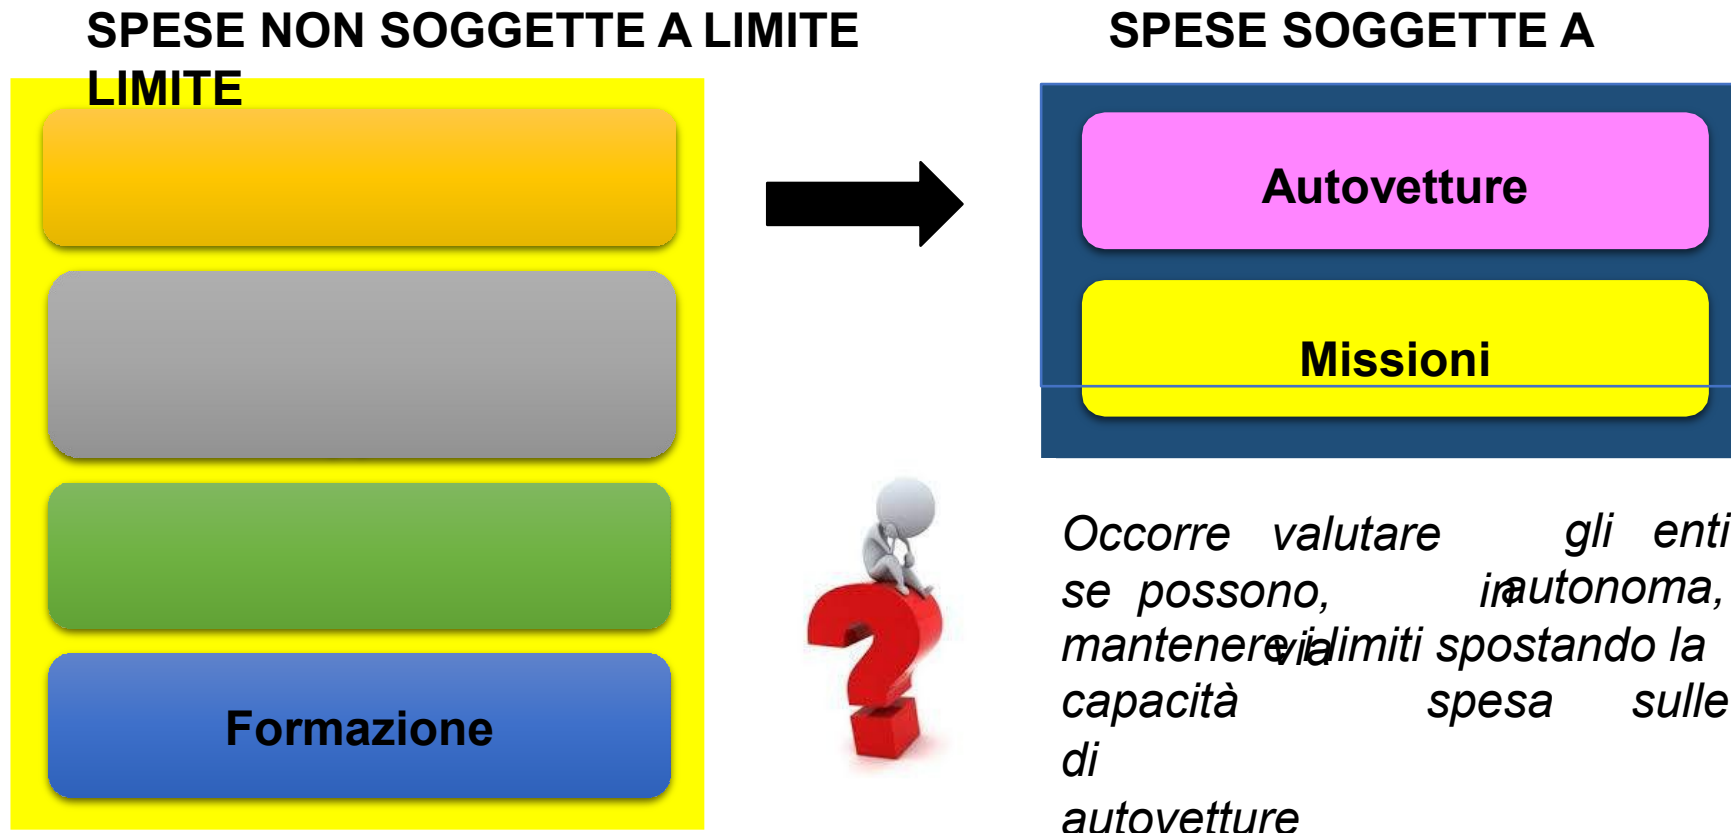 SPESE NON SOGGETTE A LIMITE
LIMITE
SPESE SOGGETTE A
Formazione
Autovetture
Missioni
Occorre valutare gli enti
se possono, in autonoma,
via
mantenere i limiti spostando la
capacità spesa sulle
di
autovetture